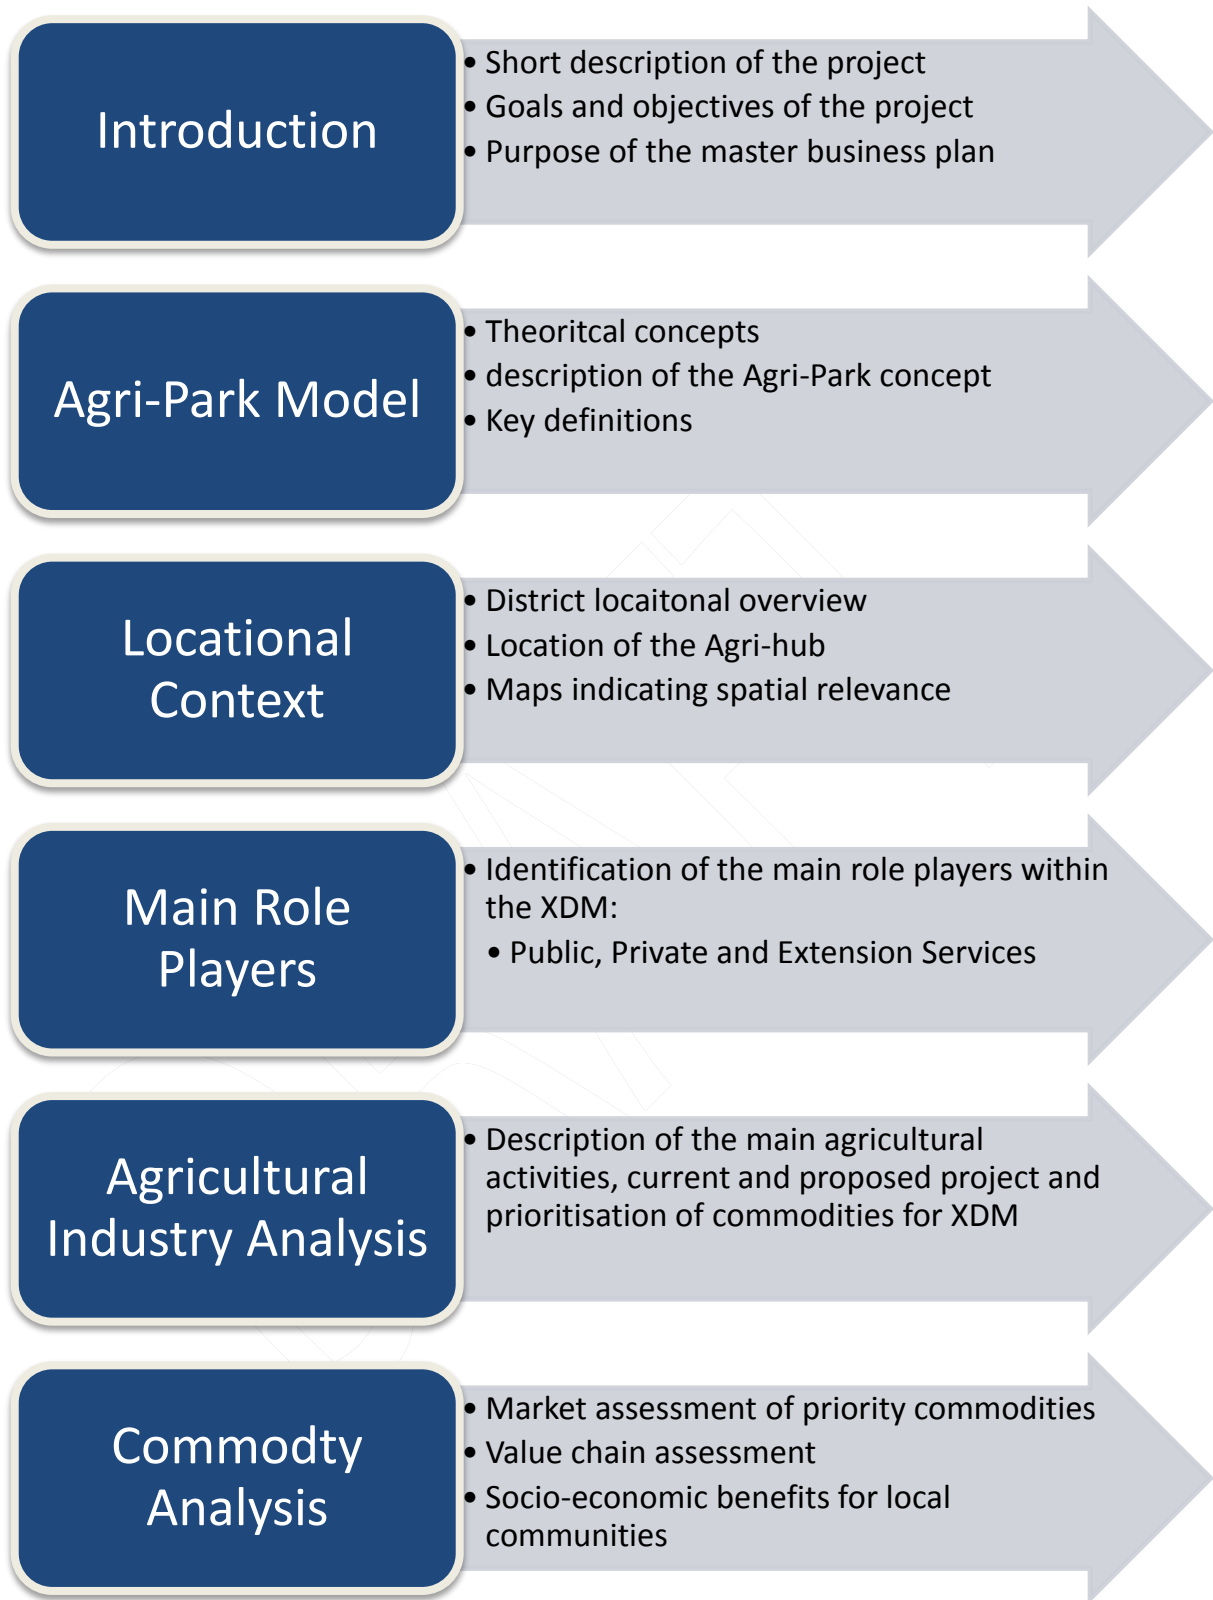 Introduction
• Short description of the project
• Goals and objectives of the project
• Purpose of the master business plan
Agri-Park Model
• Theoritcal concepts
• description of the Agri-Park concept
• Key definitions
Locational
Context
• District locaitonal overview
• Location of the Agri-hub
• Maps indicating spatial relevance
Main Role
Players
• Identification of the main role players within
the XDM:
• Public, Private and Extension Services
Agricultural
Industry Analysis
• Description of the main agricultural
activities, current and proposed project and
prioritisation of commodities for XDM
Commodty
Analysis
• Market assessment of priority commodities
• Value chain assessment
• Socio-economic benefits for local
communities